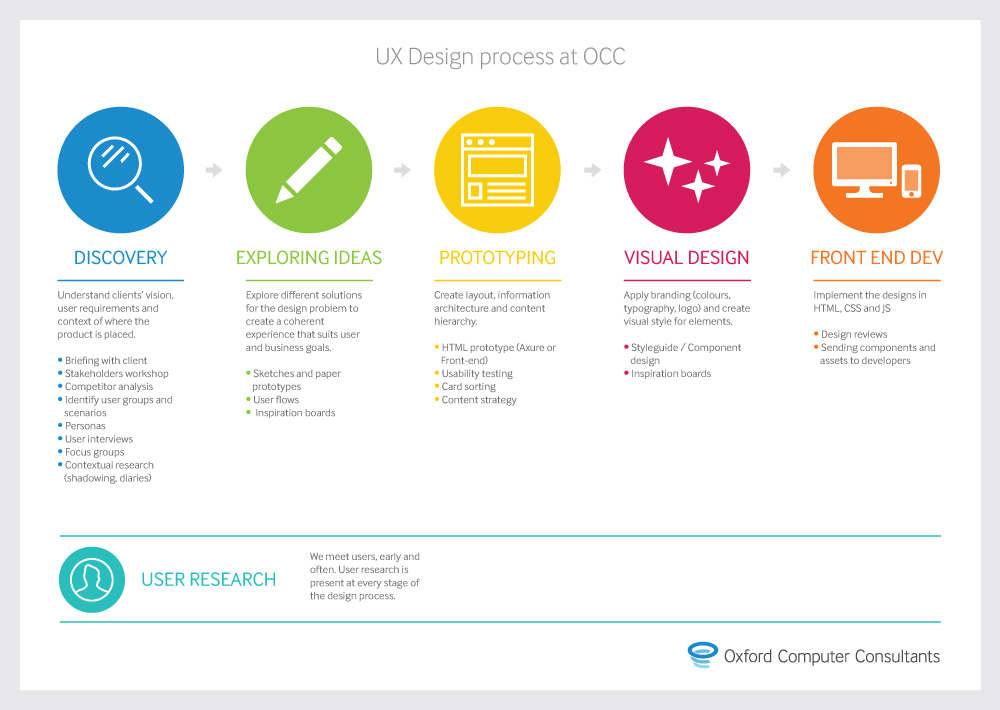 UX Design process at OCC
DISCOVERY
Understand clients' vision,
user requirements and
context of where the
product is placed.
• Briefing with client
• Stakeholders workshop
• Competitor analysis
• Identify user groups and
scenarios
• Personas
• User interviews
• Focus groups
• Contextual research
(shadowing, diaries)
EXPLORING IDEAS
Explore different solutions
for the design problem to
create a coherent
experience that suits user
and business goals.
• Sketches and paper
prototypes
• User flows
• Inspiration boards
PROTOTYPING
Create layout, information
architecture and content
hierarchy.
• HTML prototype (Axure or
Front-end)
• Usability testing
• Card sorting
• Content strategy
VISUAL DESIGN
Apply branding (colours,
typography, logo) and create
visual style for elements.
• Styleguide / Component
design
• Inspiration boards
FRONT END DEV
Implement the designs in
HTML, CSS and JS
• Design reviews
• Sending components and
assets to developers
USER RESEARCH
We meet users, early and
often. User research is
present at every stage of
the design process.
Oxford Computer Consultants